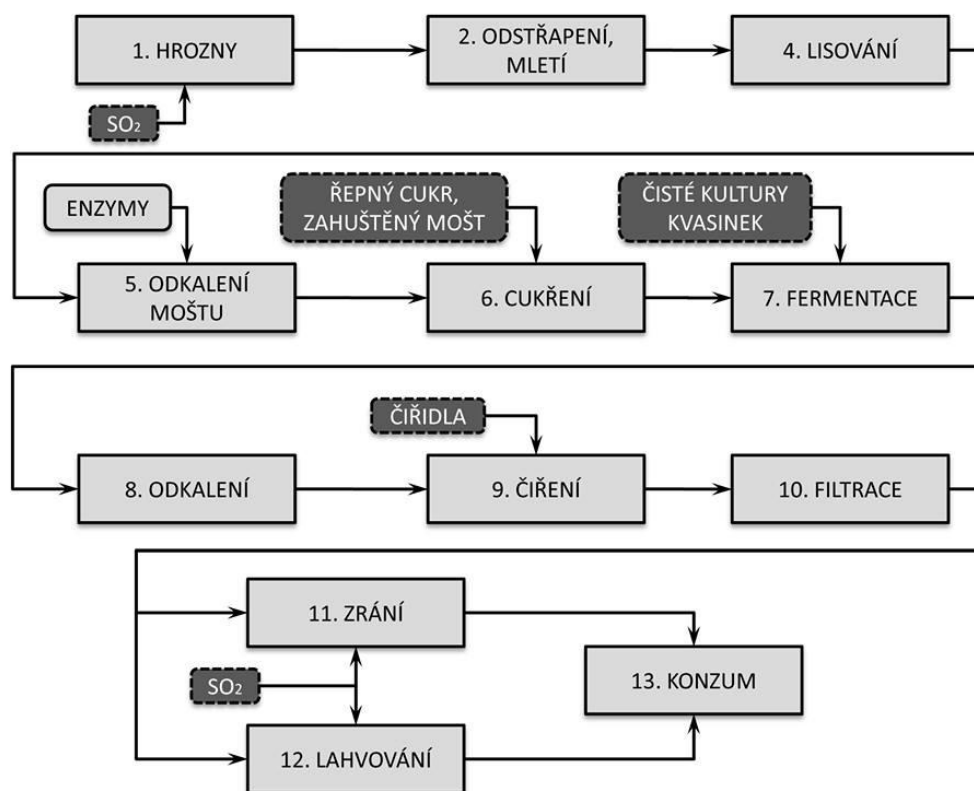 1. HROZNY
2. ODSTŘAPENÍ,
MLETÍ
4. LISOVÁNÍ
SO₂
ENZYMY
ŘEPNÝ CUKR,
ZAHUŠTĚNÝ MOŠT
ČISTÉ KULTURY
KVASINEK
5. ODKALENÍ
MOŠTU
6. CUKŘENÍ
7. FERMENTACE
ČIŘIDLA
8. ODKALENÍ
9. ČIŘENÍ
10. FILTRACE
11. ZRÁNÍ
SO₂
13. KONZUM
12. LAHVOVÁNÍ